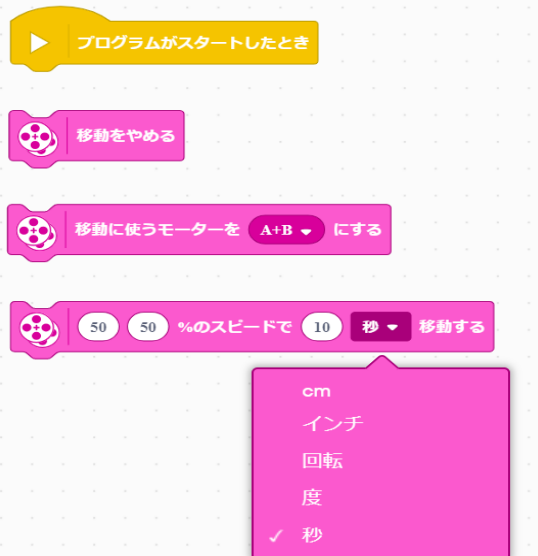 プログラムがスタートしたとき
移動をやめる
移動に使うモーターを A+B にする
50 50 %のスピードで 10 秒 移動する
cm
インチ
回転
度
秒